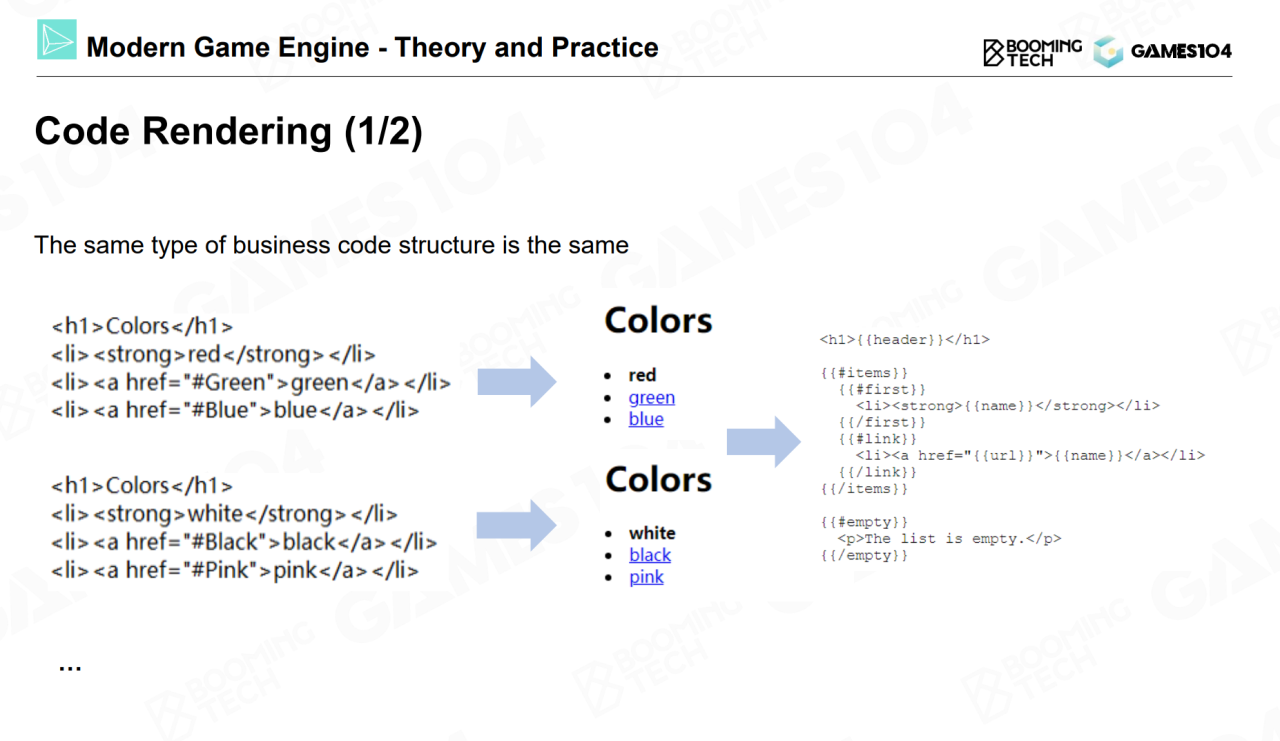 Modern Game Engine - Theory and Practice
BOOMING
TECH
GAMES104
Code Rendering (1/2)
The same type of business code structure is the same
<h1>Colors</h1>
<li><strong>red</strong></li>
<li><a href="#Green">green</a></li>
<li><a href="#Blue">blue</a></li>
<h1>Colors</h1>
<li><strong>white</strong></li>
<li><a href="#Black">black</a></li>
<li><a href="#Pink">pink</a></li>
...
Colors
• red
• green
• blue
Colors
• white
• black
• pink
<h1>{{header}}</h1>
{{#items}}
{{#first}}
<li><strong>{{name}}</strong></li>
{{/first}}
{{#link}}
<li><a href="{{url}}">{{name}}</a></li>
{{/link}}
{{/items}}
{{#empty}}
<p>The list is empty.</p>
{{/empty}}